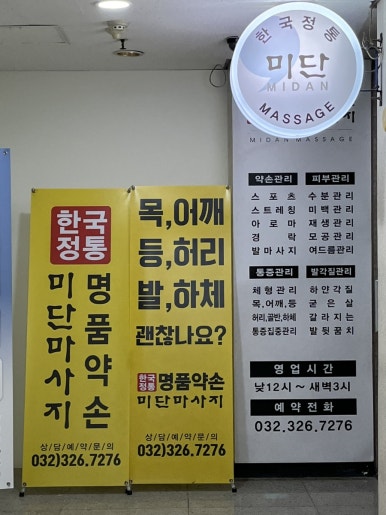 한국정통
미단
MIDAN
MASSAGE
MIDAN MASSAGE
약손관리
스포츠
스트레칭
아로마
경락
발마사지
피부관리
수분관리
미백관리
재생관리
모공관리
여드름관리
통증관리
체형관리
목,어깨,등
허리,골반,하체
통증집중관리
발각질관리
하얀각질
굳은살
갈라지는
발뒷꿈치
영업시간
낮12시~새벽3시
예약전화
032.326.7276
한국
정통
명품약손
미단마사지
상/담/예/약/문/의
032)326.7276
목,어깨
등,허리
발,하체
괜찮나요?
한국
정통
명품약손
미단마사지
상/담/예/약/문/의
032)326.7276